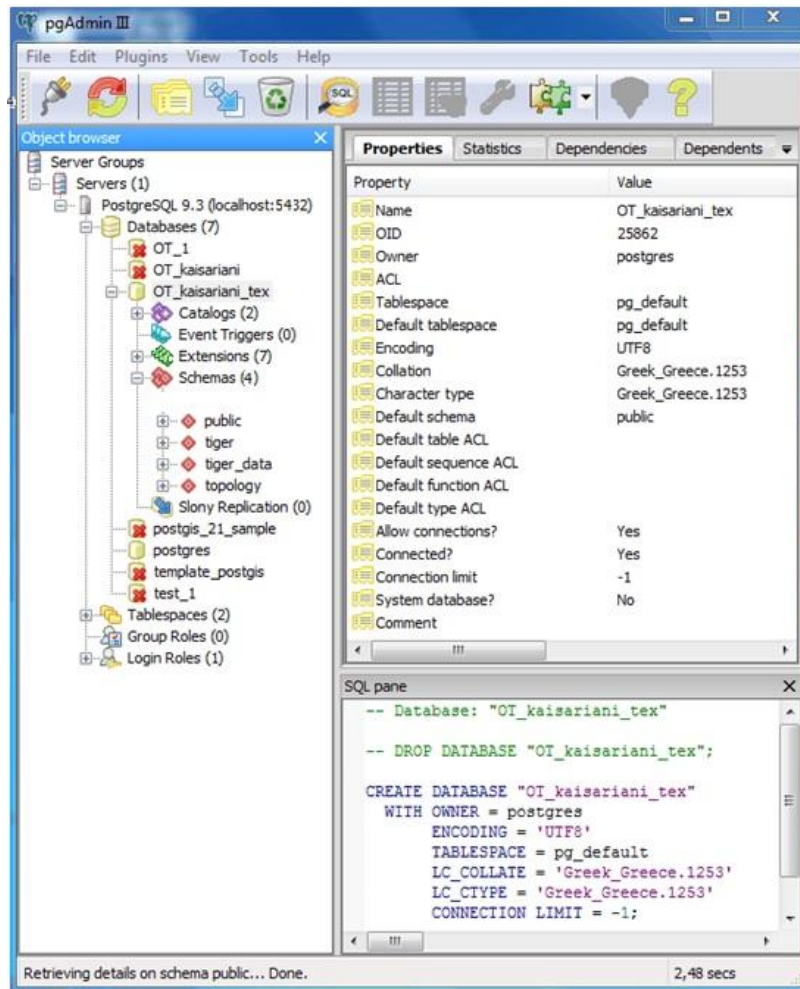 pgAdmin III
File Edit Plugins View Tools Help
SQL
Object browser
Server Groups
Servers (1)
PostgreSQL 9.3 (localhost:5432)
Databases (7)
OT_1
OT_kaisariani
OT_kaisariani_tex
Catalogs (2)
Event Triggers (0)
Extensions (7)
Schemas (4)
public
tiger
tiger_data
topology
Slony Replication (0)
postgis_21_sample
postgres
template_postgis
test_1
Tablespaces (2)
Group Roles (0)
Login Roles (1)
Properties Statistics Dependencies Dependents
Property Value
Name OT_kaisariani_tex
OID 25862
Owner postgres
ACL
Tablespace pg_default
Default tablespace pg_default
Encoding UTF8
Collation Greek_Greece.1253
Character type Greek_Greece.1253
Default schema public
Default table ACL
Default sequence ACL
Default function ACL
Default type ACL
Allow connections? Yes
Connected? Yes
Connection limit -1
System database? No
Comment
SQL pane
-- Database: "OT_kaisariani_tex"
-- DROP DATABASE "OT_kaisariani_tex";
CREATE DATABASE "OT_kaisariani_tex"
WITH OWNER = postgres
ENCODING = 'UTF8'
TABLESPACE = pg_default
LC_COLLATE = 'Greek_Greece.1253'
LC_CTYPE = 'Greek_Greece.1253'
CONNECTION LIMIT = -1;
Retrieving details on schema public... Done. 2,48 secs